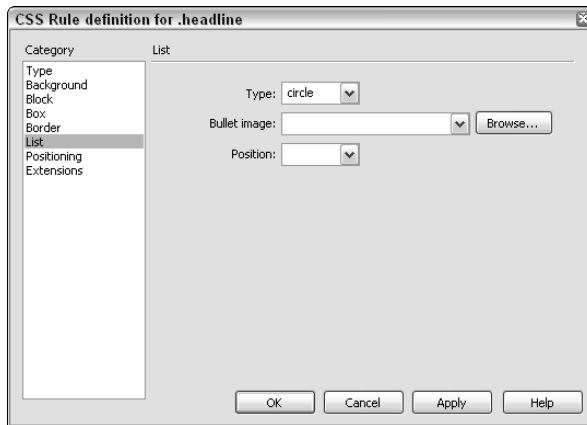 CSS Rule definition for .headline
Category
List
Type
Background
Block
Box
Border
List
Positioning
Extensions
Type: circle
Bullet image: Browse...
Position:
OK Cancel Apply Help